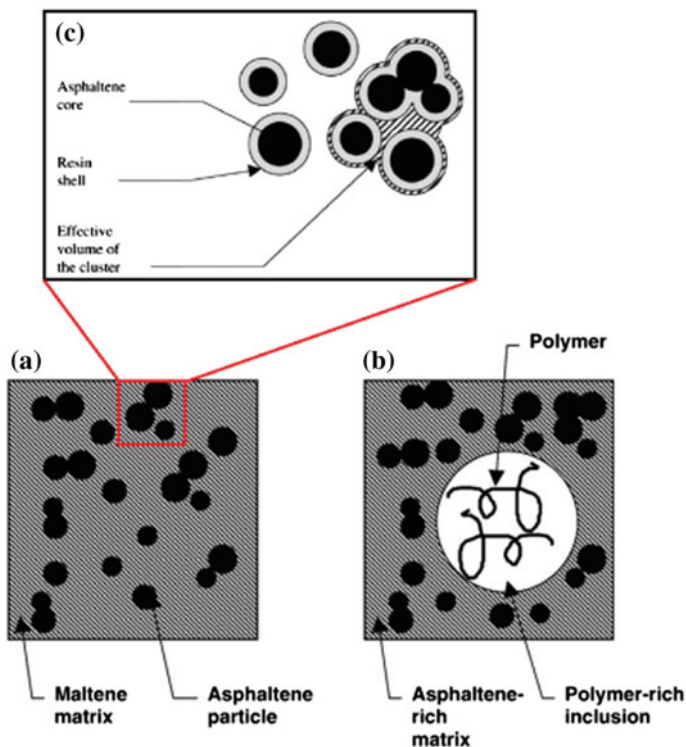 (c)
Asphaltene
core
Resin
shell
Effective
volume of
the cluster
(a)
(b)
Polymer
Maltene
matrix
Asphaltene
particle
Asphaltene-
rich
matrix
Polymer-rich
inclusion